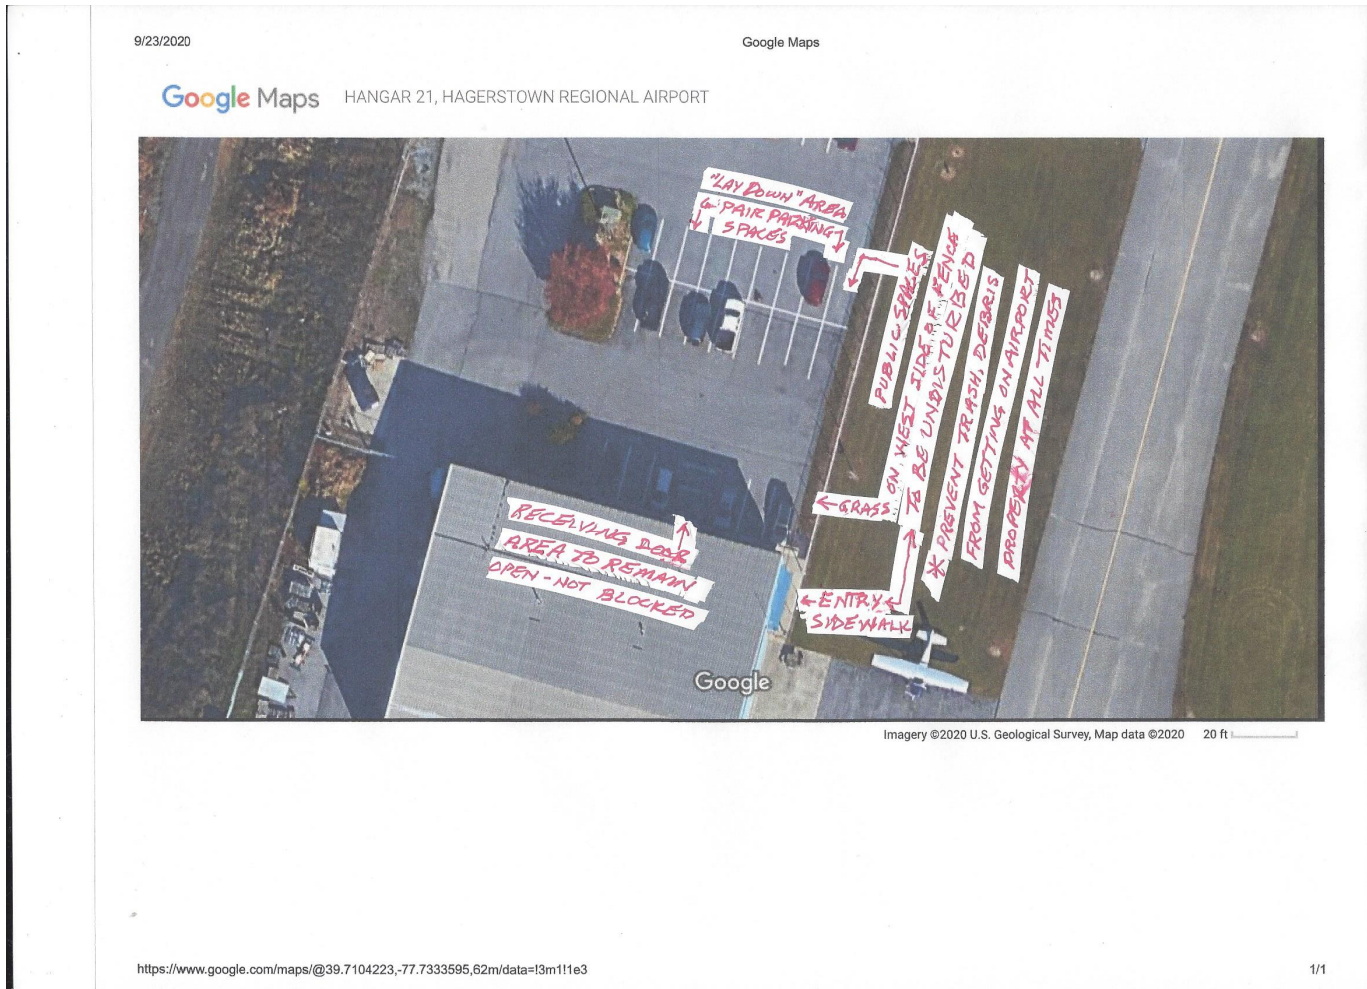 9/23/2020
Google Maps
Google Maps
HANGAR 21, HAGERSTOWN REGIONAL AIRPORT
"LAY DOWN" AREA
6- PAIR PARKING
SPACES
PUBLIC SPACES
← GRASS ON WEST SIDE OF FENCE
TO BE UNDISTURBED
* PREVENT TRASH, DEBRIS
FROM GETTING ON AIRPORT
PROPERTY AT ALL TIMES
RECEIVING DOOR
AREA TO REMAIN
OPEN - NOT BLOCKED
← ENTRY
SIDEWALK
Google
Imagery ©2020 U.S. Geological Survey, Map data ©2020 20 ft
https://www.google.com/maps/@39.7104223,-77.7333595,62m/data=!3m1!1e3
1/1